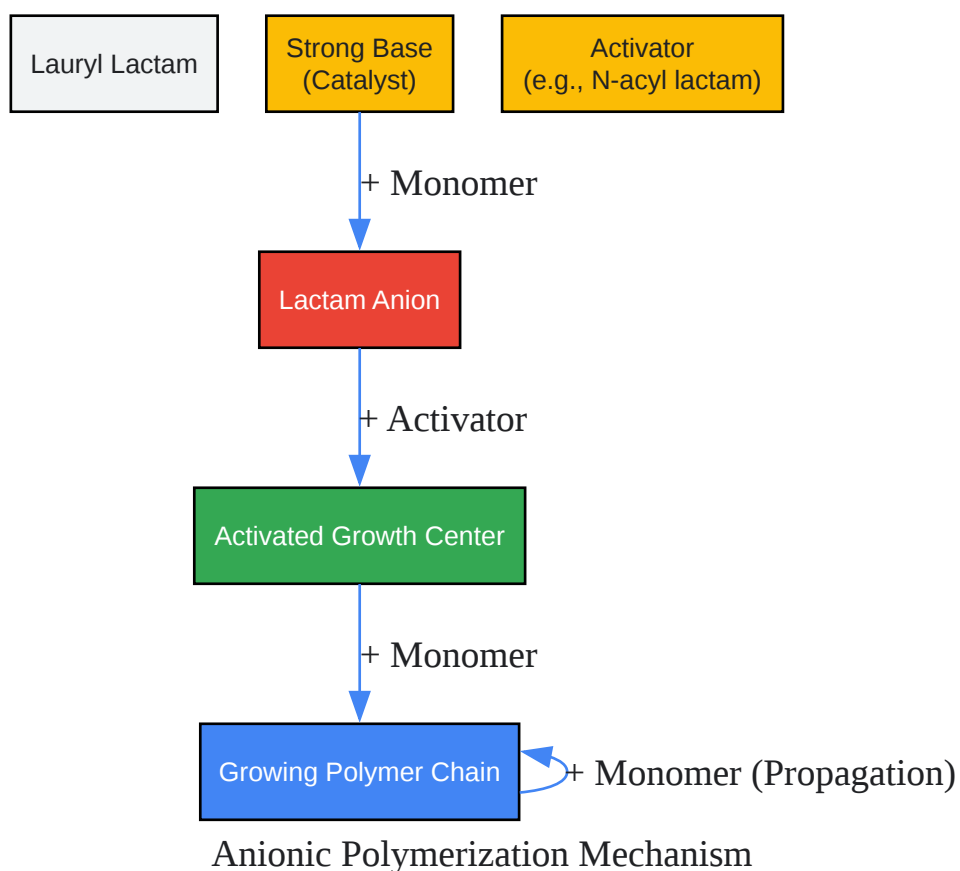 Lauryl Lactam
Strong Base
(Catalyst)
Activator
(e.g., N-acyl lactam)
+ Monomer
Lactam Anion
+ Activator
Activated Growth Center
+ Monomer
Growing Polymer Chain
+ Monomer (Propagation)
Anionic Polymerization Mechanism